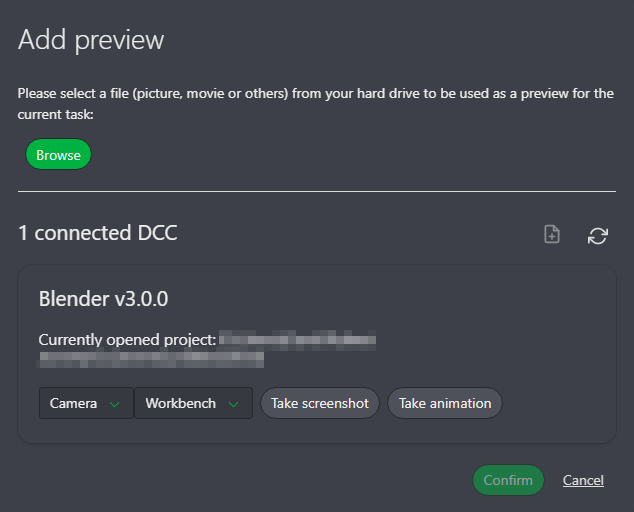 Add preview
Please select a file (picture, movie or others) from your hard drive to be used as a preview for the
current task:
Browse
1 connected DCC
Blender v3.0.0
Currently opened project:
Camera Workbench Take screenshot Take animation
Confirm Cancel